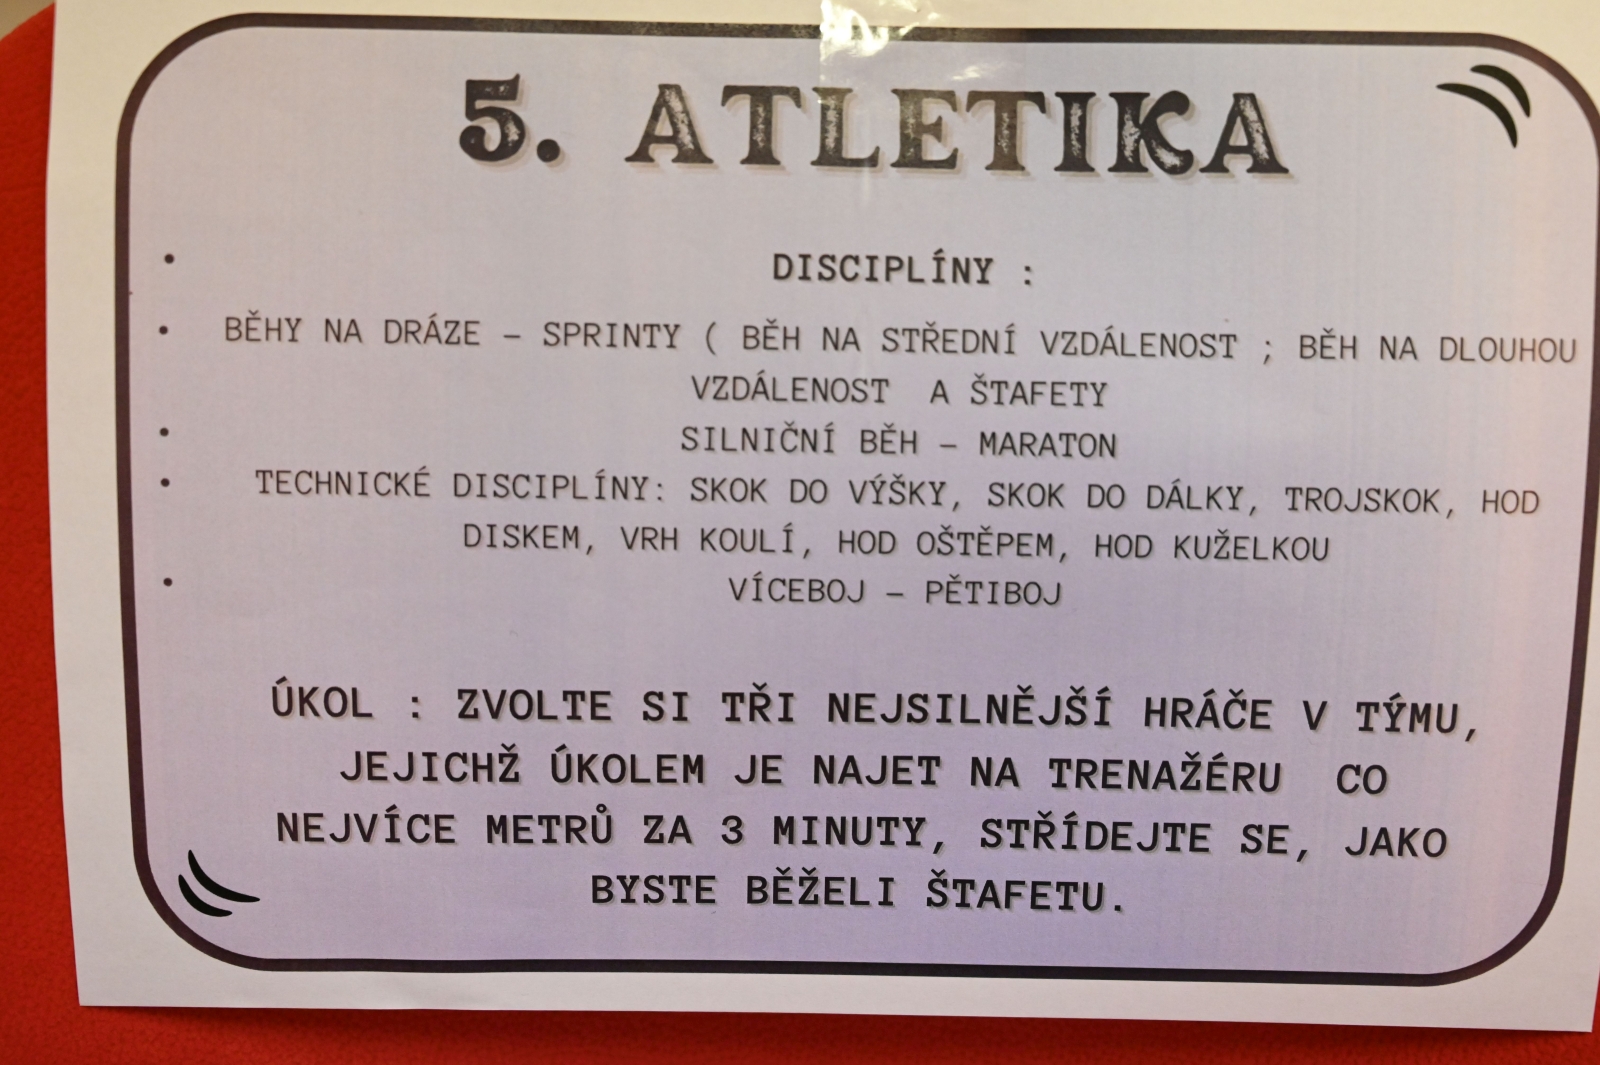 5. ATLETIKA
• DISCIPLÍNY :
• BĚHY NA DRÁZE – SPRINTY ( BĚH NA STŘEDNÍ VZDÁLENOST ; BĚH NA DLOUHOU
VZDÁLENOST A ŠTAFETY
• SILNIČNÍ BĚH – MARATON
• TECHNICKÉ DISCIPLÍNY: SKOK DO VÝŠKY, SKOK DO DÁLKY, TROJSKOK, HOD
DISKEM, VRH KOULÍ, HOD OŠTĚPEM, HOD KUŽELKOU
• VÍCEBOJ – PĚTIBOJ
ÚKOL : ZVOLTE SI TŘI NEJSILNĚJŠÍ HRÁČE V TÝMU,
JEJICHŽ ÚKOLEM JE NAJET NA TRENAŽÉRU CO
NEJVÍCE METRŮ ZA 3 MINUTY, STŘÍDEJTE SE, JAKO
BYSTE BĚŽELI ŠTAFETU.